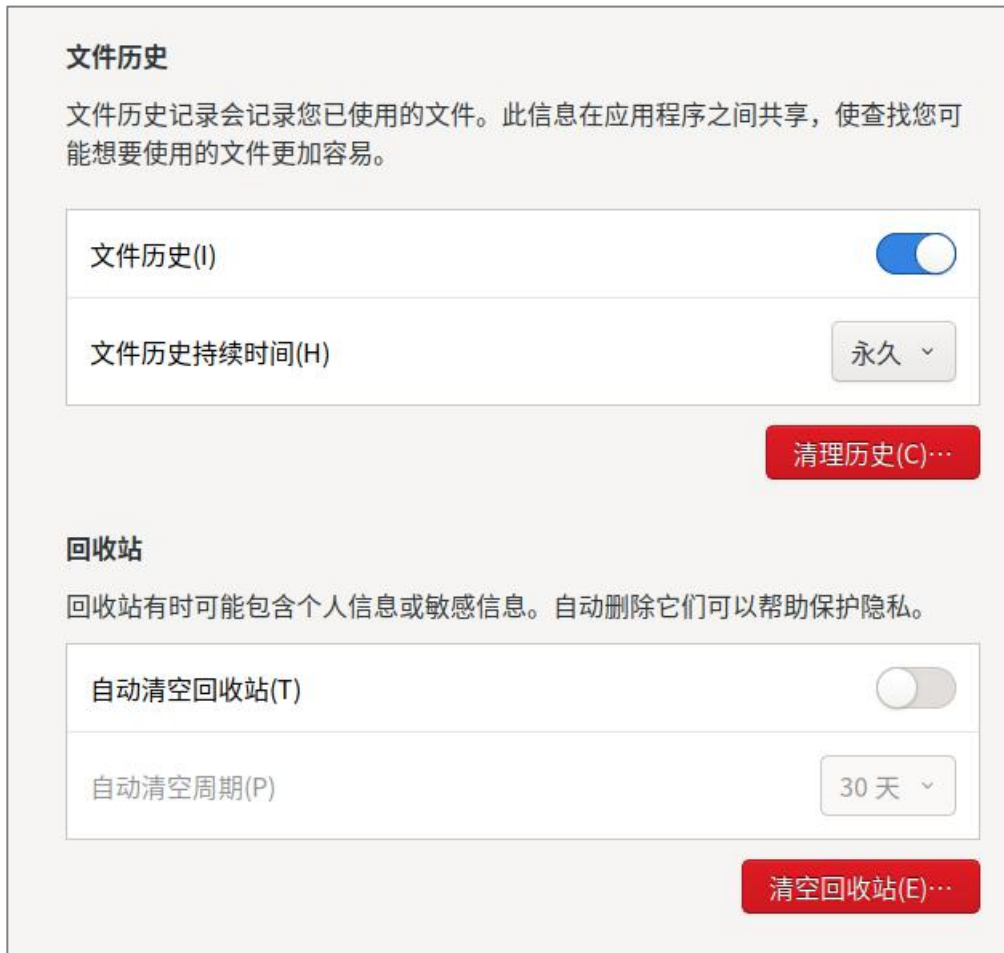 文件历史
文件历史记录会记录您已使用的文件。此信息在应用程序之间共享，使查找您可
能想要使用的文件更加容易。
文件历史(I)
文件历史持续时间(H)
永久
清理历史(C)…
回收站
回收站有时可能包含个人信息或敏感信息。自动删除它们可以帮助保护隐私。
自动清空回收站(T)
自动清空周期(P)
30 天
清空回收站(E)…